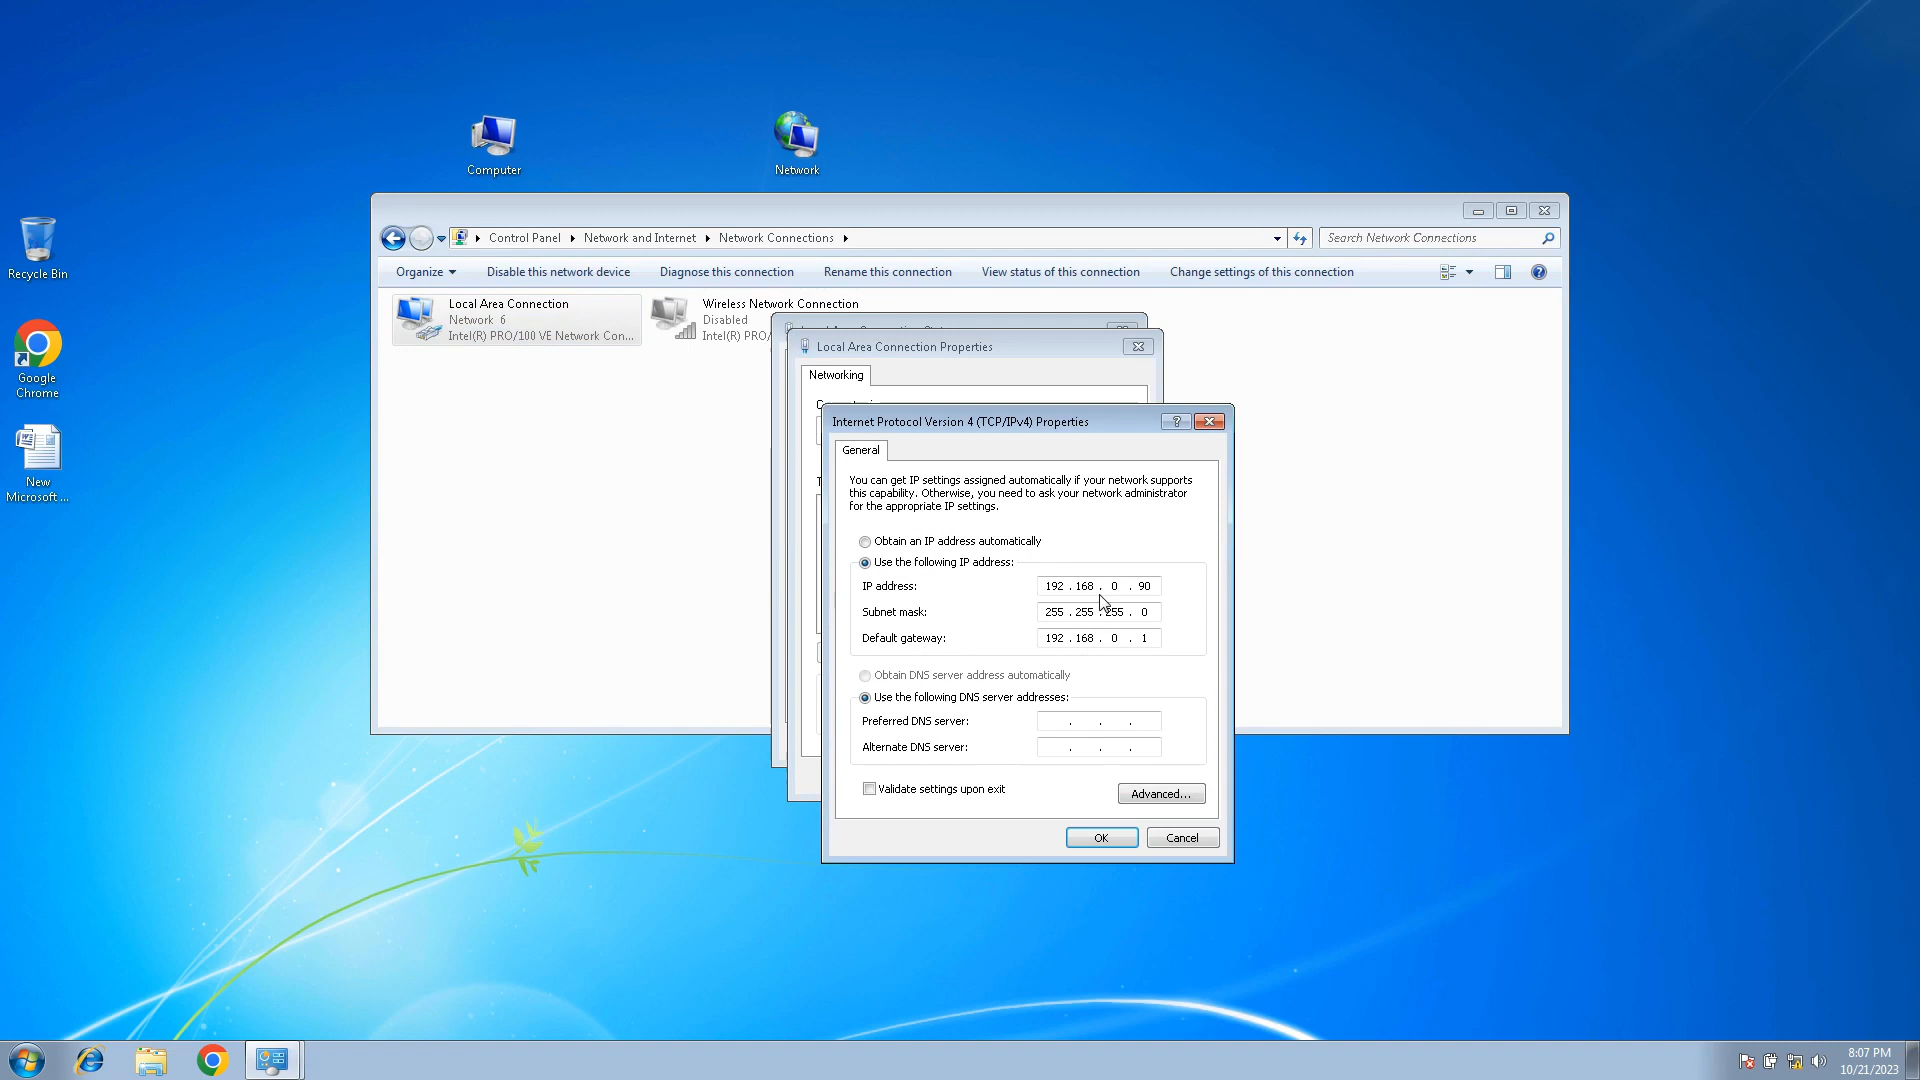 Computer
Network
Recycle Bin
Google
Chrome
New
Microsoft ...
Control Panel
Network and Internet
Network Connections
Search Network Connections
Organize
Disable this network device
Diagnose this connection
Rename this connection
View status of this connection
Change settings of this connection
Local Area Connection
Network 6
Intel(R) PRO/100 VE Network Con...
Wireless Network Connection
Disabled
Intel(R) PRO/
Local Area Connection Properties
Networking
Internet Protocol Version 4 (TCP/IPv4) Properties
General
You can get IP settings assigned automatically if your network supports
this capability. Otherwise, you need to ask your network administrator
for the appropriate IP settings.
Obtain an IP address automatically
Use the following IP address:
IP address: 192 . 168 . 0 . 90
Subnet mask: 255 . 255 . 255 . 0
Default gateway: 192 . 168 . 0 . 1
Obtain DNS server address automatically
Use the following DNS server addresses:
Preferred DNS server: . . .
Alternate DNS server: . . .
Validate settings upon exit
Advanced...
OK
Cancel
8:07 PM
10/21/2023